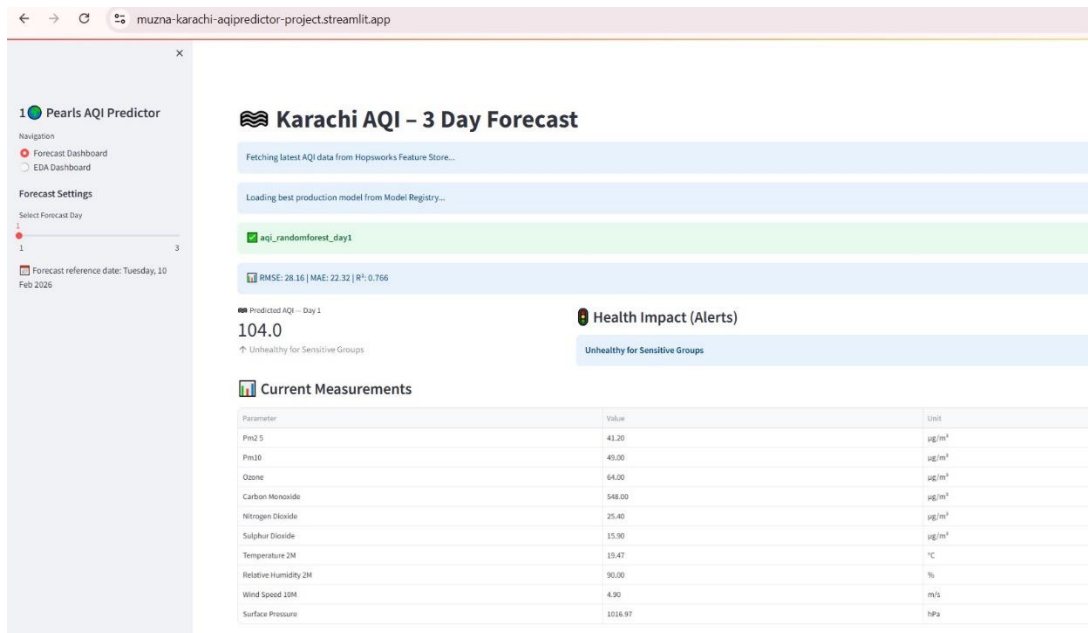 muzna-karachi-aqipredictor-project.streamlit.app
1 Pearls AQI Predictor
Navigation
Forecast Dashboard
EDA Dashboard
Forecast Settings
Select Forecast Day
1
1 3
Forecast reference date: Tuesday, 10
Feb 2026
Karachi AQI – 3 Day Forecast
Fetching latest AQI data from Hopsworks Feature Store...
Loading best production model from Model Registry...
aqi_randomforest_day1
RMSE: 28.16 | MAE: 22.32 | R²: 0.766
Predicted AQI — Day 1
104.0
↑ Unhealthy for Sensitive Groups
Health Impact (Alerts)
Unhealthy for Sensitive Groups
Current Measurements
Parameter Value Unit
Pm2 5 41.20 µg/m³
Pm10 49.00 µg/m³
Ozone 64.00 µg/m³
Carbon Monoxide 548.00 µg/m³
Nitrogen Dioxide 25.40 µg/m³
Sulphur Dioxide 15.90 µg/m³
Temperature 2M 19.47 °C
Relative Humidity 2M 90.00 %
Wind Speed 10M 4.90 m/s
Surface Pressure 1016.97 hPa